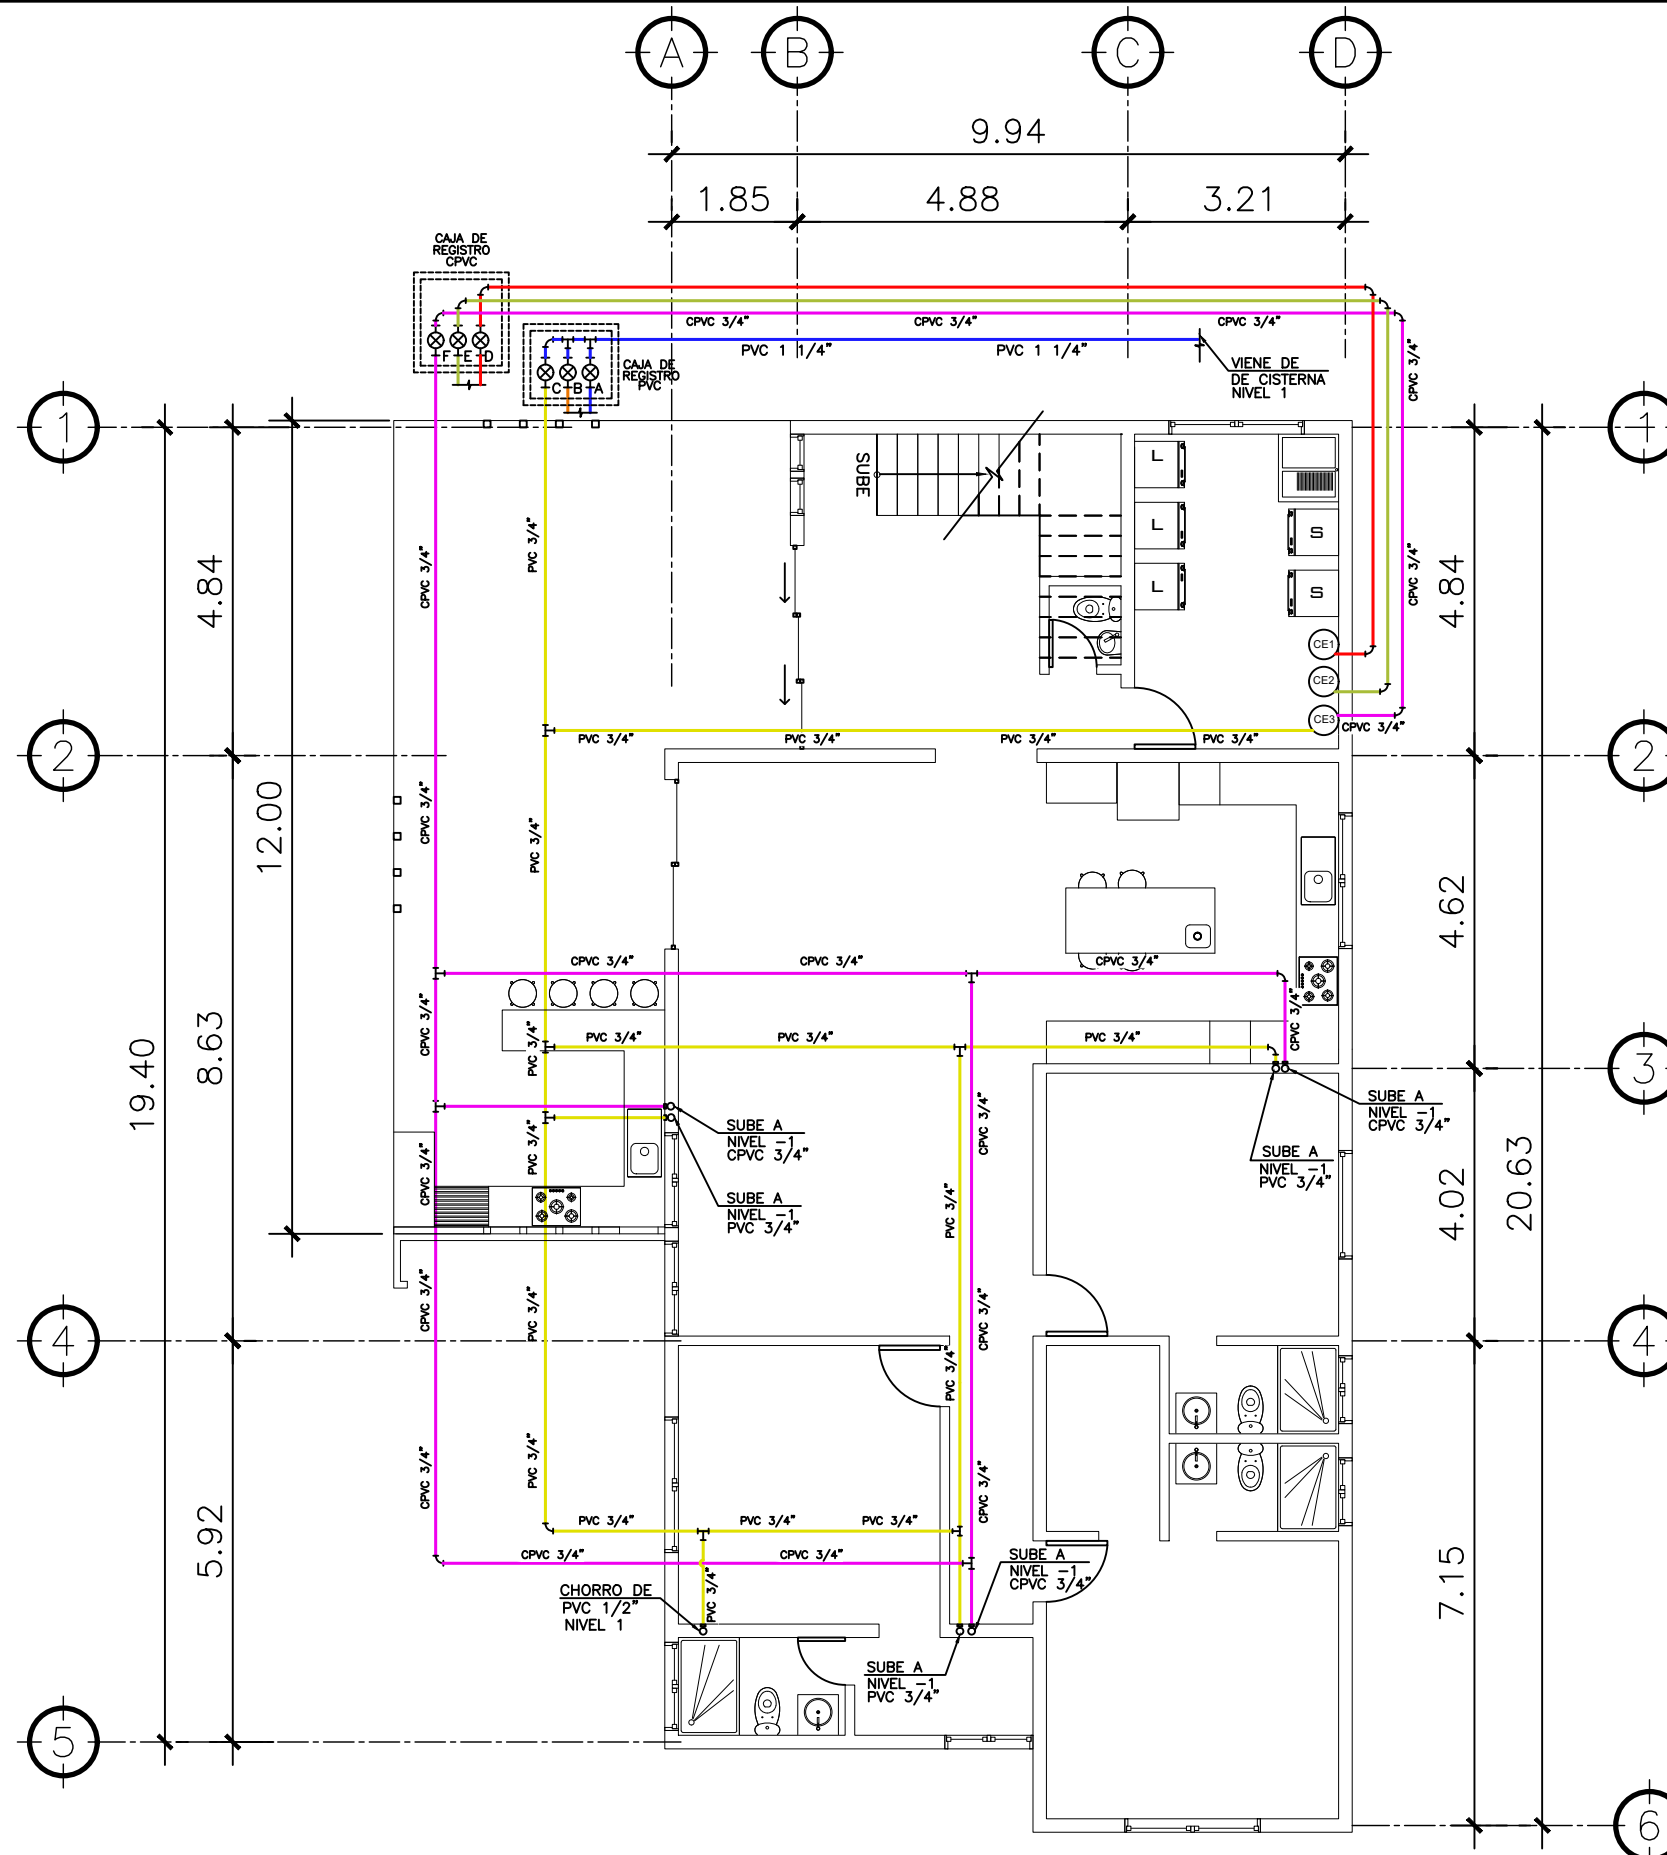 A
B
C
D
9.94
1.85
4.88
3.21
CAJA DE
REGISTRO
CPVC
CPVC 3/4"
CPVC 3/4"
CPVC 3/4"
F
E
D
PVC 1 1/4"
PVC 1 1/4"
CAJA DE
REGISTRO
PVC
C
B
A
VIENE DE
DE CISTERNA
NIVEL 1
CPVC 3/4"
1
1
SUBE
L
L
L
S
S
4.84
CPVC 3/4"
PVC 3/4"
CPVC 3/4"
4.84
CE1
CE2
CE3
CPVC 3/4"
PVC 3/4"
PVC 3/4"
PVC 3/4"
PVC 3/4"
2
2
12.00
CPVC 3/4"
PVC 3/4"
4.62
CPVC 3/4"
CPVC 3/4"
CPVC 3/4"
CPVC 3/4"
PVC 3/4"
PVC 3/4"
PVC 3/4"
PVC 3/4"
CPVC 3/4"
PVC 3/4"
8.63
19.40
3
SUBE A
NIVEL -1
CPVC 3/4"
SUBE A
NIVEL -1
PVC 3/4"
SUBE A
NIVEL -1
CPVC 3/4"
SUBE A
NIVEL -1
PVC 3/4"
CPVC 3/4"
PVC 3/4"
CPVC 3/4"
PVC 3/4"
4.02
20.63
CPVC 3/4"
PVC 3/4"
CPVC 3/4"
4
4
PVC 3/4"
CPVC 3/4"
PVC 3/4"
CPVC 3/4"
5.92
PVC 3/4"
PVC 3/4"
PVC 3/4"
CPVC 3/4"
CPVC 3/4"
SUBE A
NIVEL -1
CPVC 3/4"
7.15
CHORRO DE
PVC 1/2"
NIVEL 1
PVC 3/4"
SUBE A
NIVEL -1
PVC 3/4"
5
6